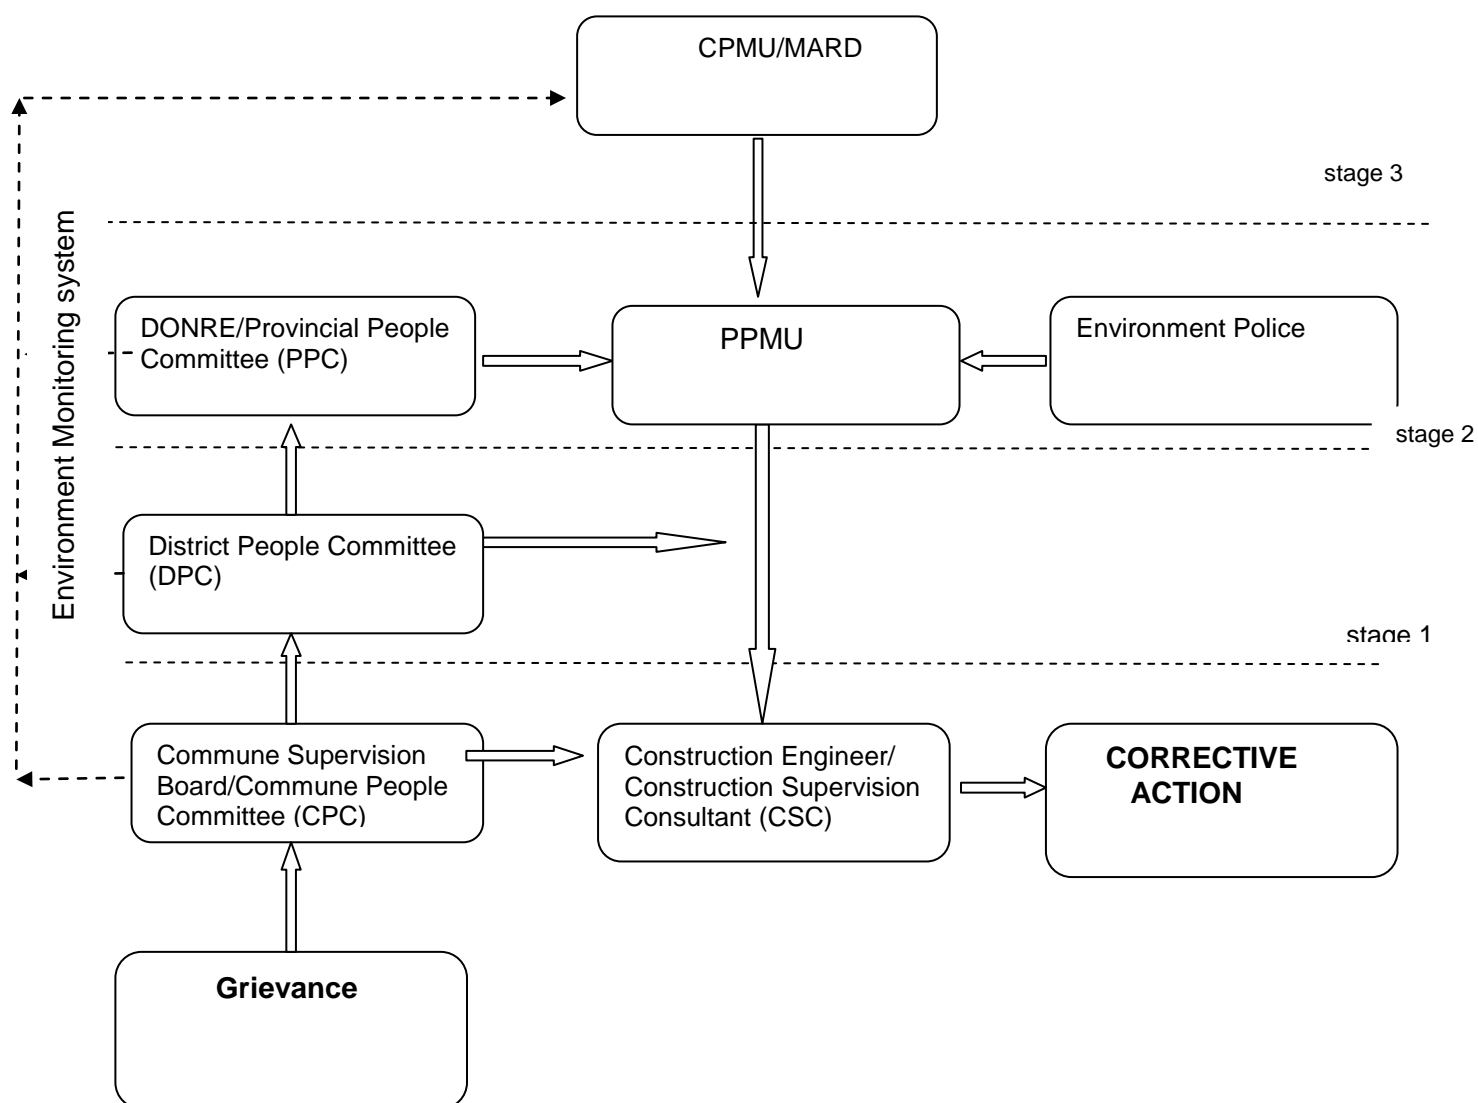 CPMU/MARD
stage 3
Environment Monitoring system
DONRE/Provincial People
Committee (PPC)
PPMU
Environment Police
stage 2
District People Committee
(DPC)
stage 1
Commune Supervision
Board/Commune People
Committee (CPC)
Construction Engineer/
Construction Supervision
Consultant (CSC)
CORRECTIVE
ACTION
Grievance